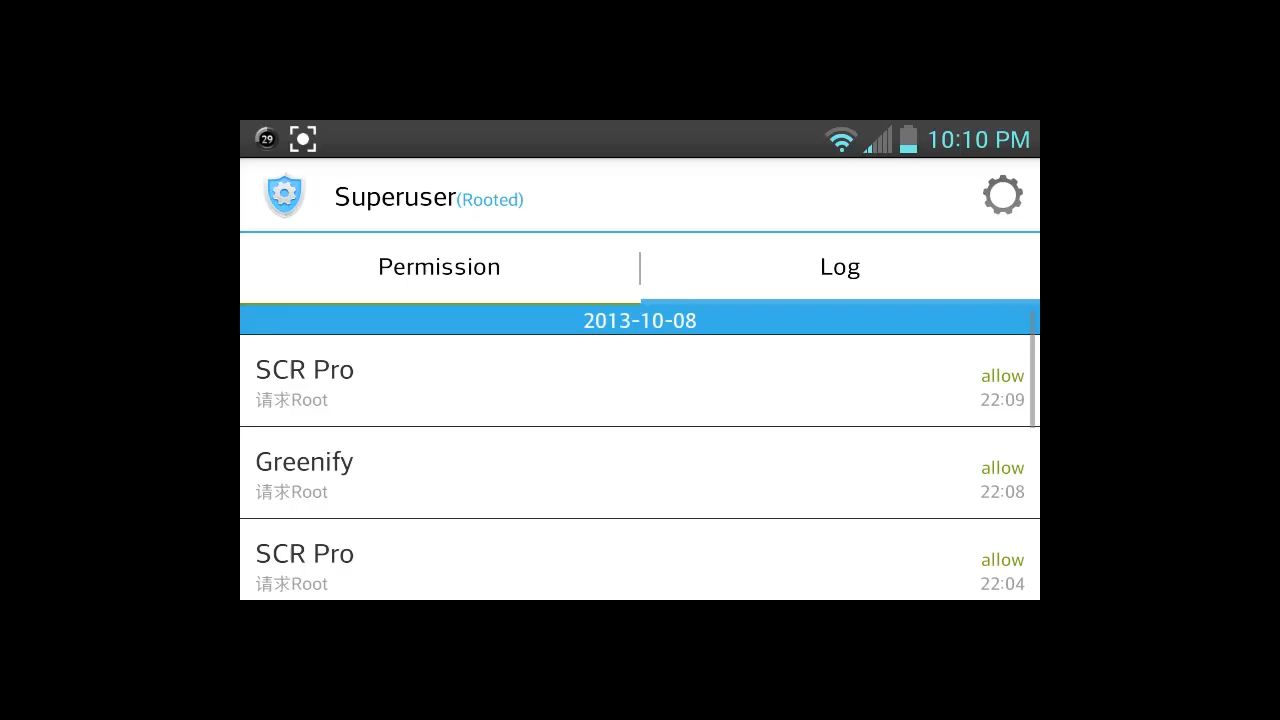 29
10:10 PM
Superuser(Rooted)
Permission
Log
2013-10-08
SCR Pro
allow
请求Root
22:09
Greenify
allow
请求Root
22:08
SCR Pro
allow
请求Root
22:04